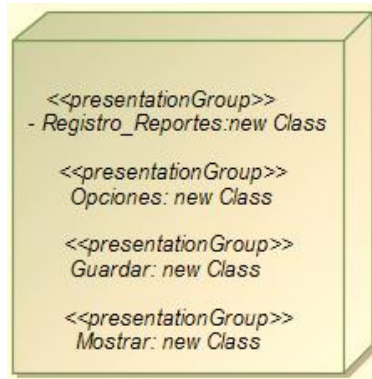 <<presentationGroup>>
- Registro_Reportes:new Class
<<presentationGroup>>
Opciones: new Class
<<presentationGroup>>
Guardar: new Class
<<presentationGroup>>
Mostrar: new Class